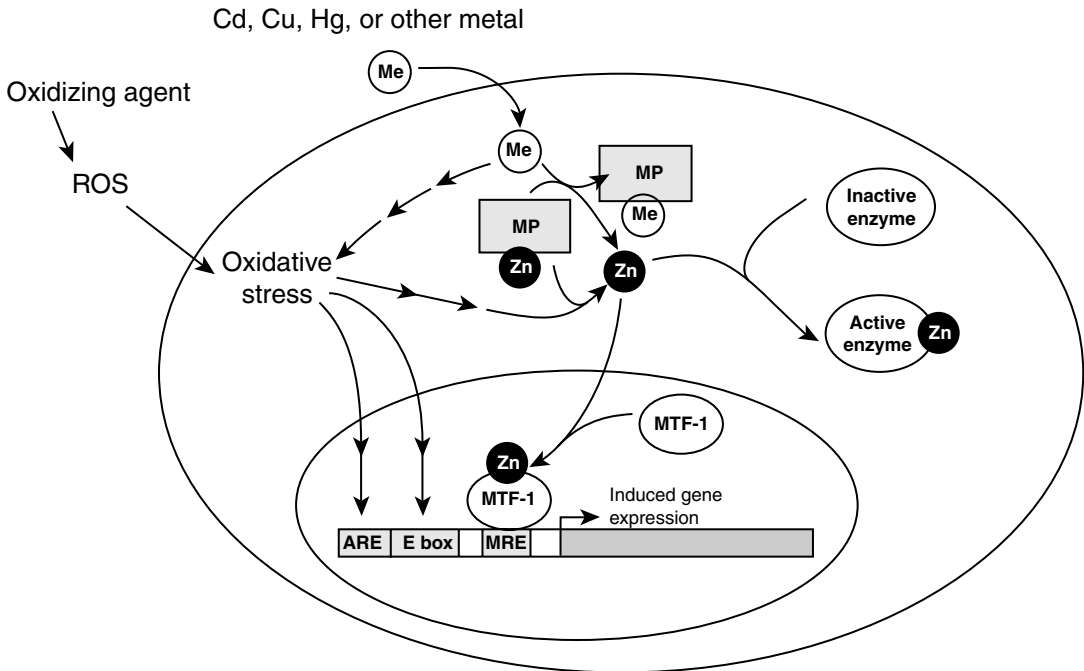 Cd, Cu, Hg, or other metal
Me
Oxidizing agent
ROS
Me
MP
Me
MP
Zn
Zn
Inactive
enzyme
Oxidative
stress
Active
enzyme
Zn
MTF-1
Zn
MTF-1
Induced gene
expression
ARE
E box
MRE